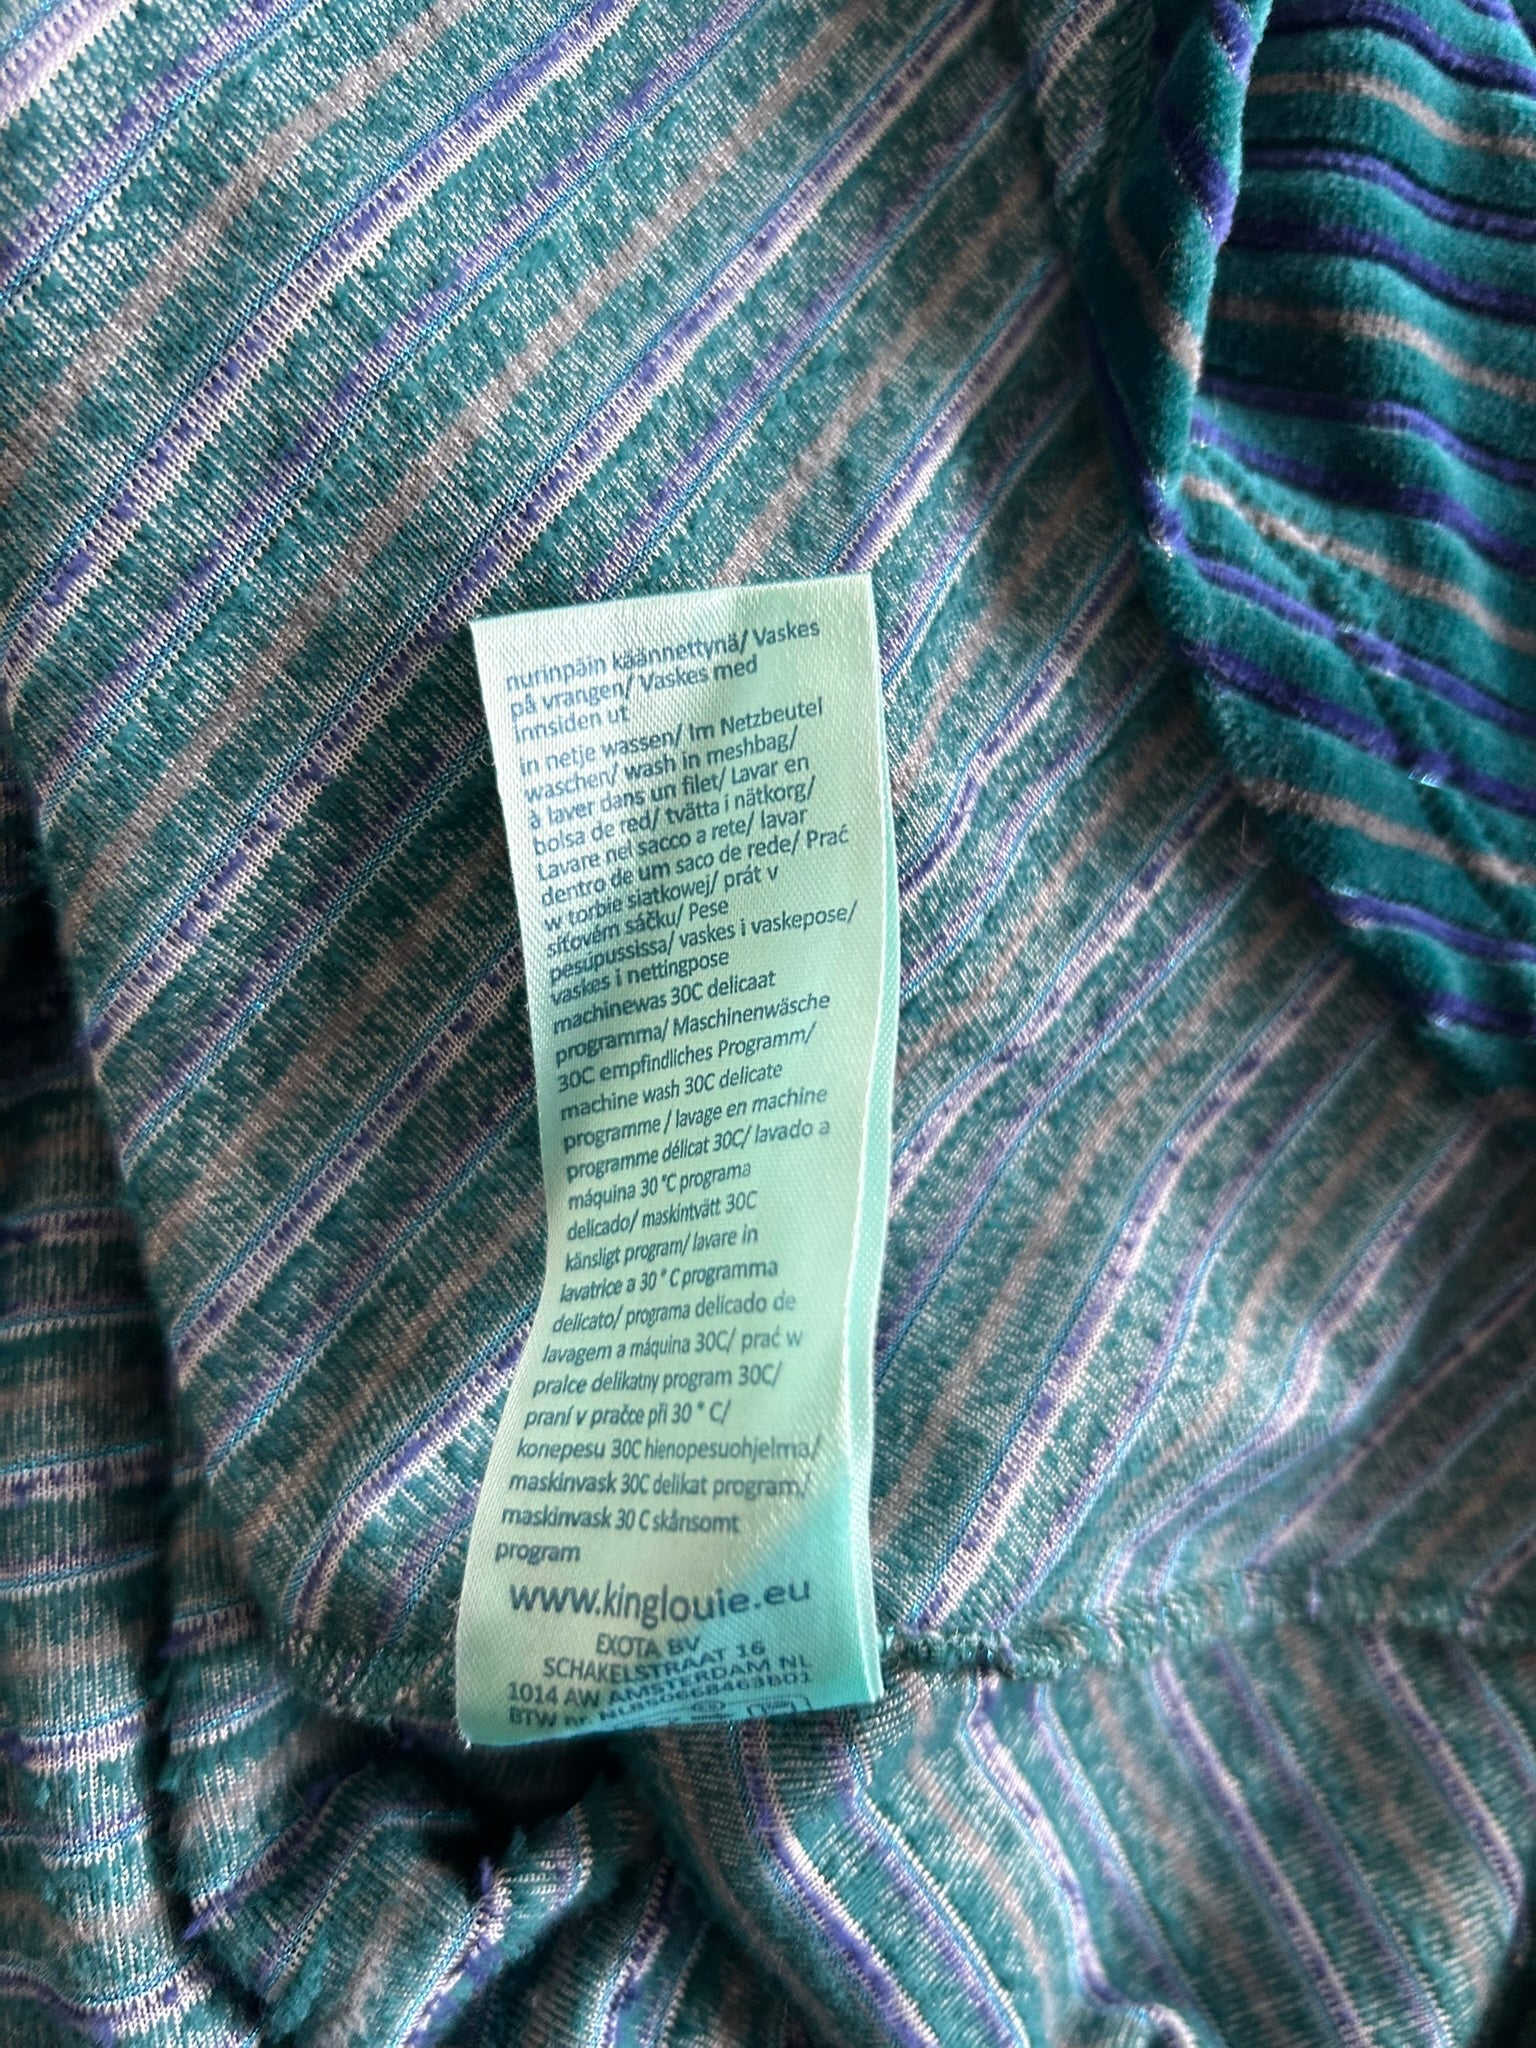 nurinpäin käännettynä/ Vaskes
på vrangen/ Vaskes med
innsiden ut
in netje wassen/ Im Netzbeutel
waschen/ wash in meshbag/
à laver dans un filet/ Lavar en
bolsa de red/ tvätta i nätkorg/
Lavare nel sacco a rete/ lavar
dentro de um saco de rede/ Prać
w torbie siatkowej/ prát v
síťovém sáčku/ Pese
pesupussissa/ vaskes i vaskepose/
vaskes i nettingpose
machinewas 30C delicaat
programma/ Maschinenwäsche
30C empfindliches Programm/
machine wash 30C delicate
programme / lavage en machine
programme délicat 30C/ lavado a
máquina 30 °C programa
delicado/ maskintvätt 30C
känsligt program/ lavare in
lavatrice a 30 ° C programma
delicato/ programa delicado de
lavagem a máquina 30C/ prać w
pralce delikatny program 30C/
praní v pračce při 30 ° C/
konepesu 30C hienopesuohjelma/
maskinvask 30C delikat program/
maskinvask 30 C skånsomt
program
www.kinglouie.eu
EXOTA BV
SCHAKELSTRAAT 16
1014 AW AMSTERDAM NL
BTW nr. NL850668463B01